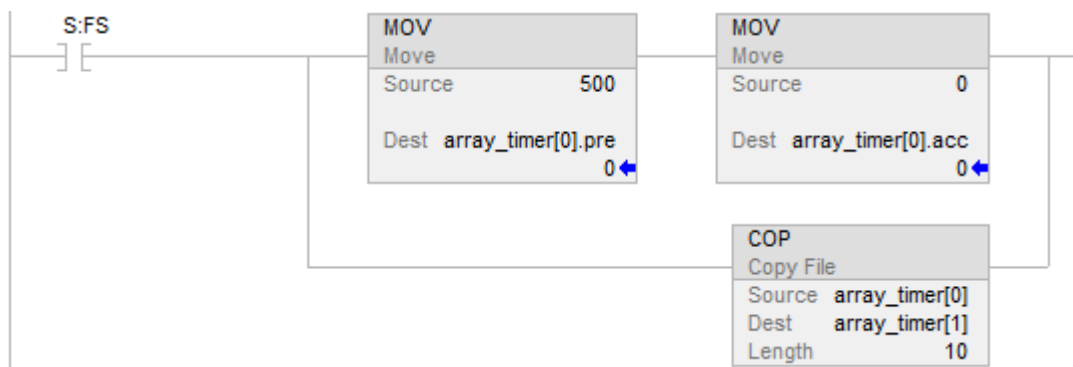 S:FS
MOV
Move
Source 500
Dest array_timer[0].pre
0
MOV
Move
Source 0
Dest array_timer[0].acc
0
COP
Copy File
Source array_timer[0]
Dest array_timer[1]
Length 10